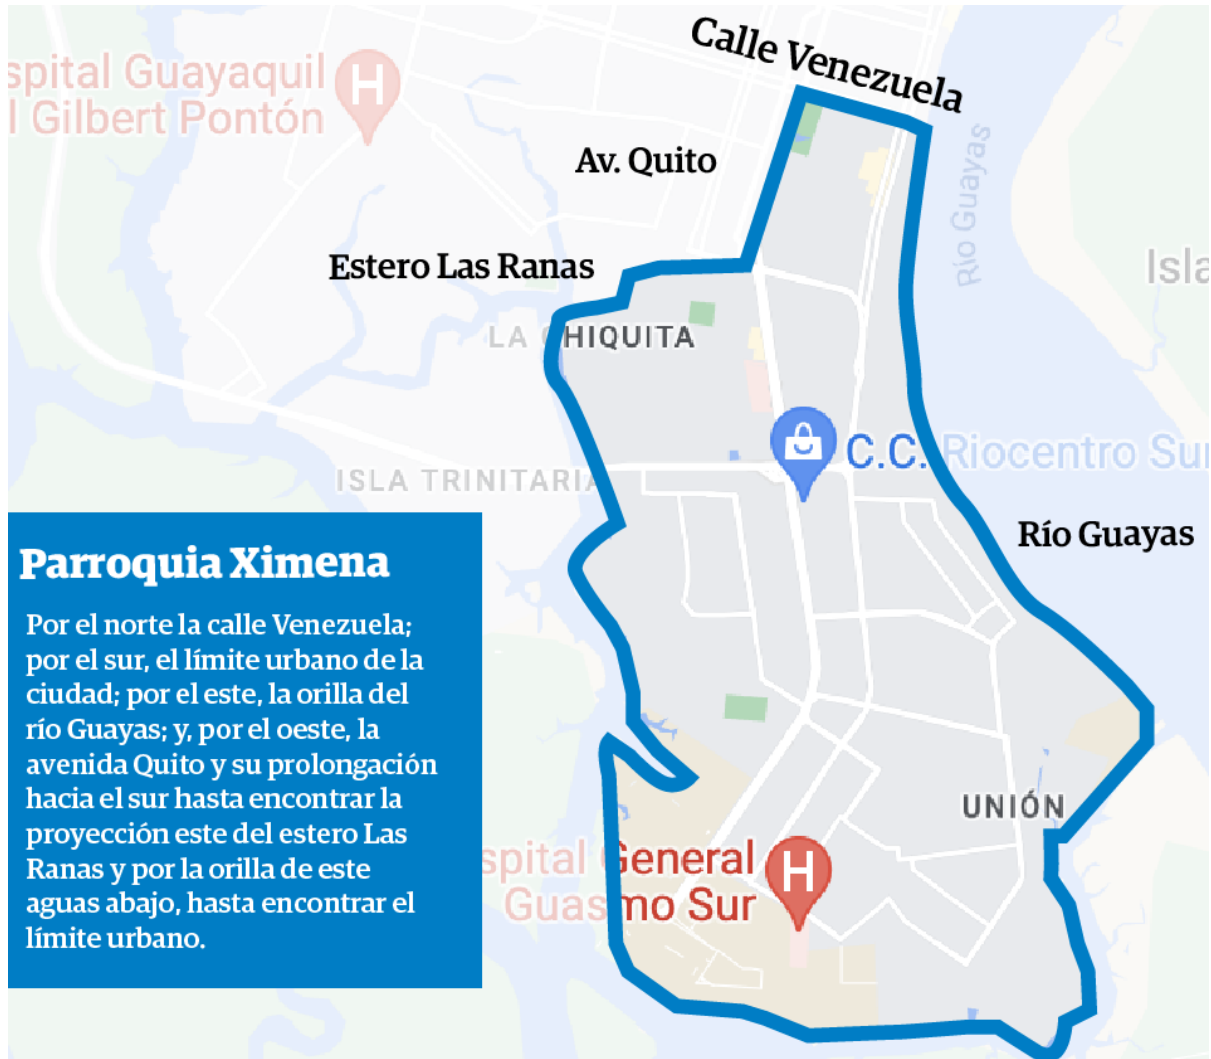 Calle Venezuela
spital Guayaquil
l Gilbert Pontón
H
Av. Quito
Río Guayas
Estero Las Ranas
Isla
LA CHIQUITA
C.C. Riocentro Sur
ISLA TRINITARIA
Río Guayas
Parroquia Ximena
Por el norte la calle Venezuela;
por el sur, el límite urbano de la
ciudad; por el este, la orilla del
río Guayas; y, por el oeste, la
avenida Quito y su prolongación
hacia el sur hasta encontrar la
proyección este del estero Las
Ranas y por la orilla de este
aguas abajo, hasta encontrar el
límite urbano.
UNIÓN
spital General
Guasmo Sur
H